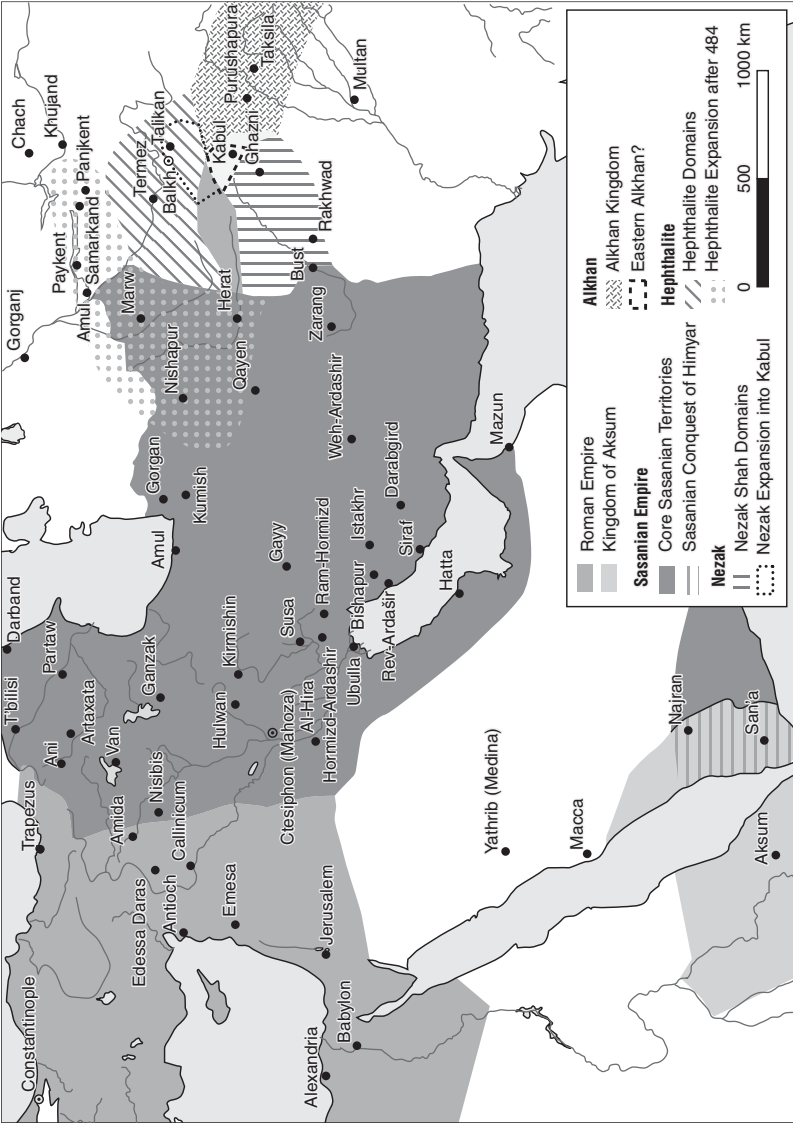 Constantinople
Trapezus
T'bilisi
Darband
Gorganj
Chach
Khujand
Ani
Partaw
Artaxata
Van
Paykent
Amul
Samarkand
Panjkent
Amida
Nisibis
Ganzak
Gorgan
Kumish
Amul
Marw
Termez
Balkh
Talikan
Edessa Daras
Callinicum
Antioch
Nishapur
Purushapura
Taksila
Kabul
Ghazni
Emesa
Hulwan
Kirmishin
Herat
Qayen
Ctesiphon (Mahoza)
Al-Hira
Susa
Gayy
Ram-Hormizd
Hormizd-Ardashir
Jerusalem
Zarang
Bust
Rakhwad
Multan
Alexandria
Babylon
Ubulla
Bishapur
Istakhr
Weh-Ardashir
Rev-Ardašir
Siraf
Darabgird
Hatta
Mazun
Yathrib (Medina)
Macca
Najran
Aksum
San'a
Roman Empire
Kingdom of Aksum
Sasanian Empire
Core Sasanian Territories
Sasanian Conquest of Himyar
Nezak
Nezak Shah Domains
Nezak Expansion into Kabul
Alkhan
Alkhan Kingdom
Eastern Alkhan?
Hephthalite
Hephthalite Domains
Hephthalite Expansion after 484
0
500
1000 km